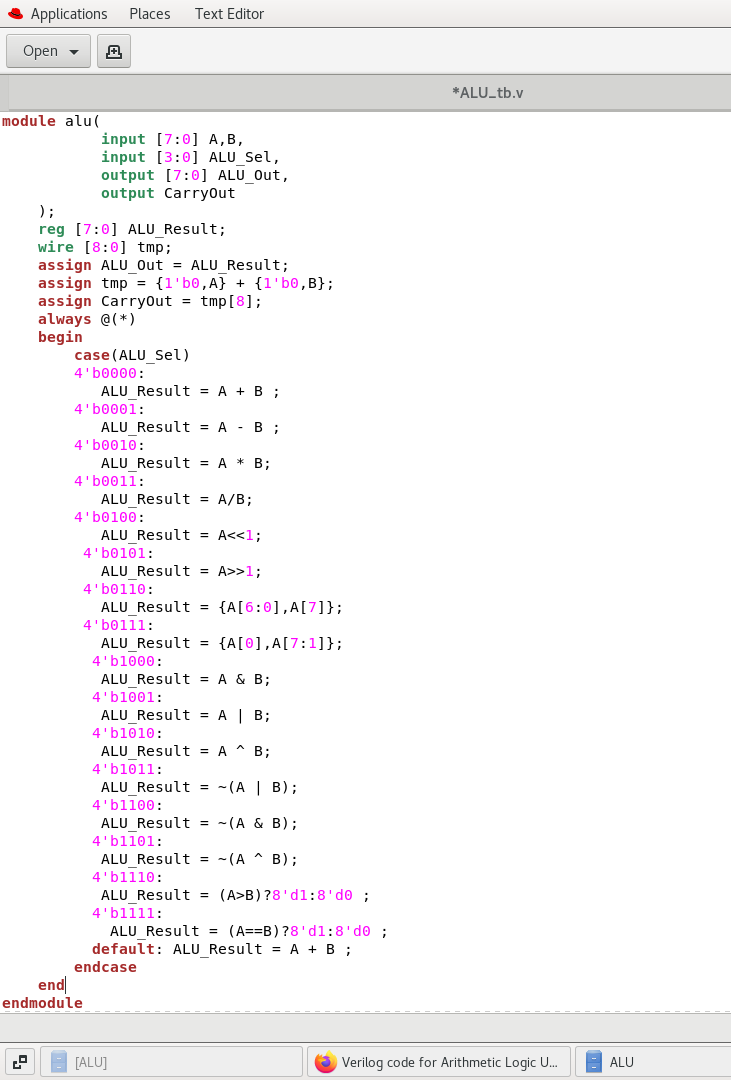 Applications Places Text Editor
Open
*ALU_tb.v
module alu(
           input [7:0] A,B,
           input [3:0] ALU_Sel,
           output [7:0] ALU_Out,
           output CarryOut
    );
    reg [7:0] ALU_Result;
    wire [8:0] tmp;
    assign ALU_Out = ALU_Result;
    assign tmp = {1'b0,A} + {1'b0,B};
    assign CarryOut = tmp[8];
    always @(*)
    begin
        case(ALU_Sel)
        4'b0000:
           ALU_Result = A + B ;
        4'b0001:
           ALU_Result = A - B ;
        4'b0010:
           ALU_Result = A * B;
        4'b0011:
           ALU_Result = A/B;
        4'b0100:
           ALU_Result = A<<1;
         4'b0101:
           ALU_Result = A>>1;
         4'b0110:
           ALU_Result = {A[6:0],A[7]};
         4'b0111:
           ALU_Result = {A[0],A[7:1]};
          4'b1000:
           ALU_Result = A & B;
          4'b1001:
           ALU_Result = A | B;
          4'b1010:
           ALU_Result = A ^ B;
          4'b1011:
           ALU_Result = ~(A | B);
          4'b1100:
           ALU_Result = ~(A & B);
          4'b1101:
           ALU_Result = ~(A ^ B);
          4'b1110:
           ALU_Result = (A>B)?8'd1:8'd0 ;
          4'b1111:
            ALU_Result = (A==B)?8'd1:8'd0 ;
          default: ALU_Result = A + B ;
        endcase
    end
endmodule
[ALU] Verilog code for Arithmetic Logic U... ALU